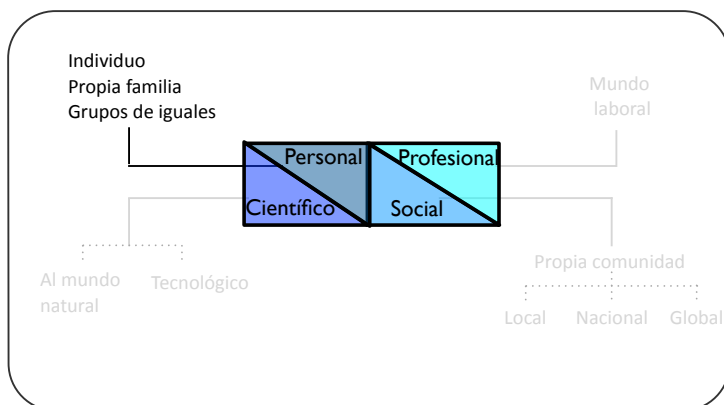 Individuo
Propia familia
Grupos de iguales
Mundo
laboral
Personal
Profesional
Científico
Social
Al mundo
natural
Tecnológico
Propia comunidad
Local
Nacional
Global